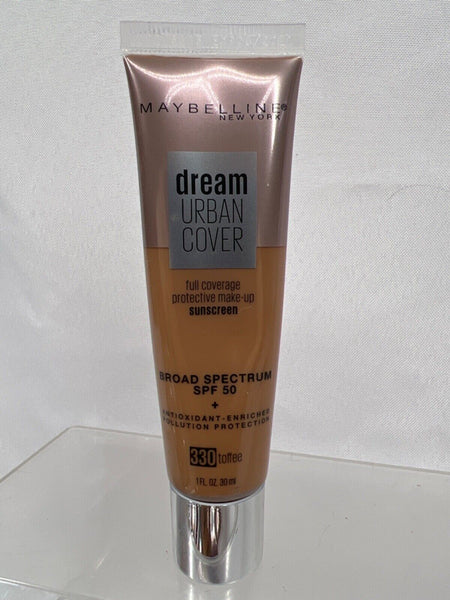 MAYBELLINE®
NEW YORK
dream
URBAN
COVER
full coverage
protective make-up
sunscreen
BROAD SPECTRUM
SPF 50
+
ANTIOXIDANT-ENRICHED
POLLUTION PROTECTION
330 toffee
1 FL. OZ. 30 ml